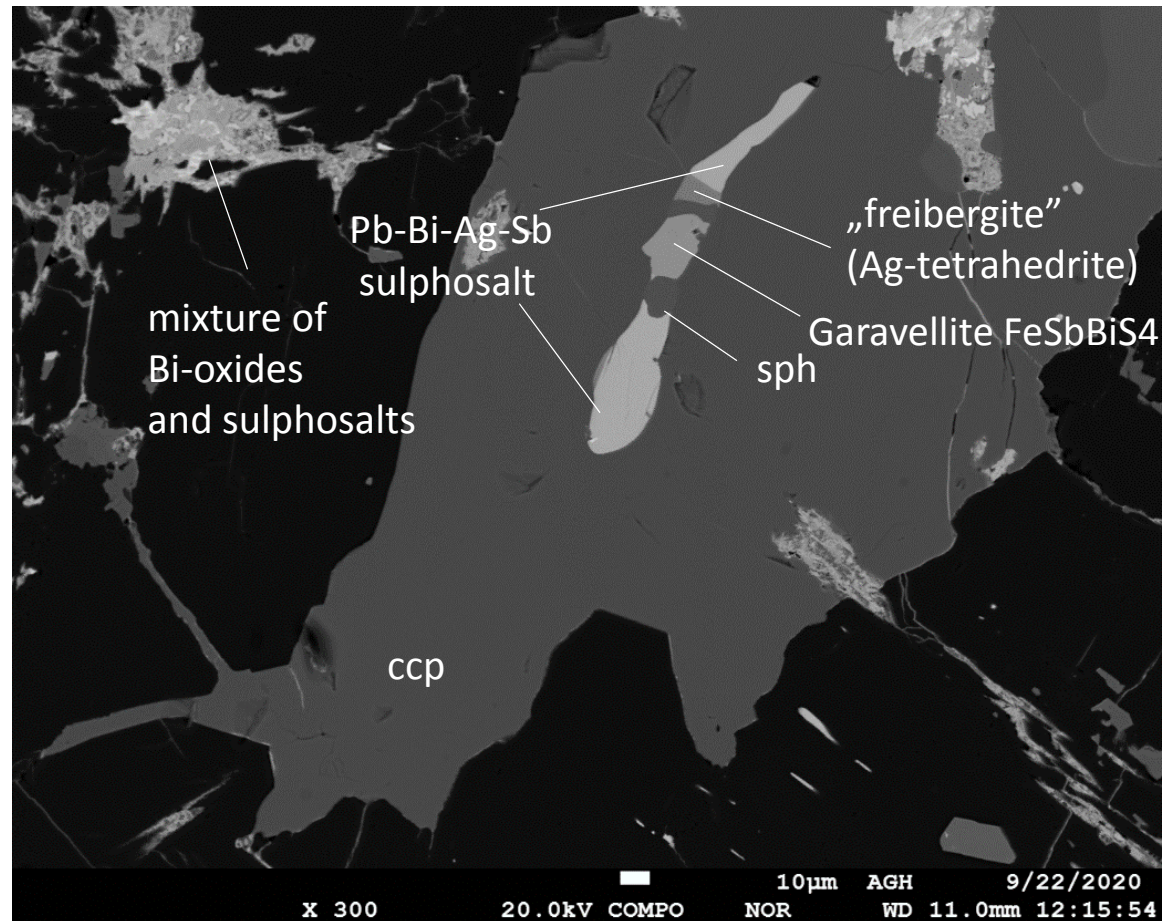 Pb-Bi-Ag-Sb
sulphosalt
„freibergite”
(Ag-tetrahedrite)
mixture of
Bi-oxides
and sulphosalts
Garavellite FeSbBiS4
sph
ccp
10µm AGH 9/22/2020
X 300 20.0kV COMPO NOR WD 11.0mm 12:15:54